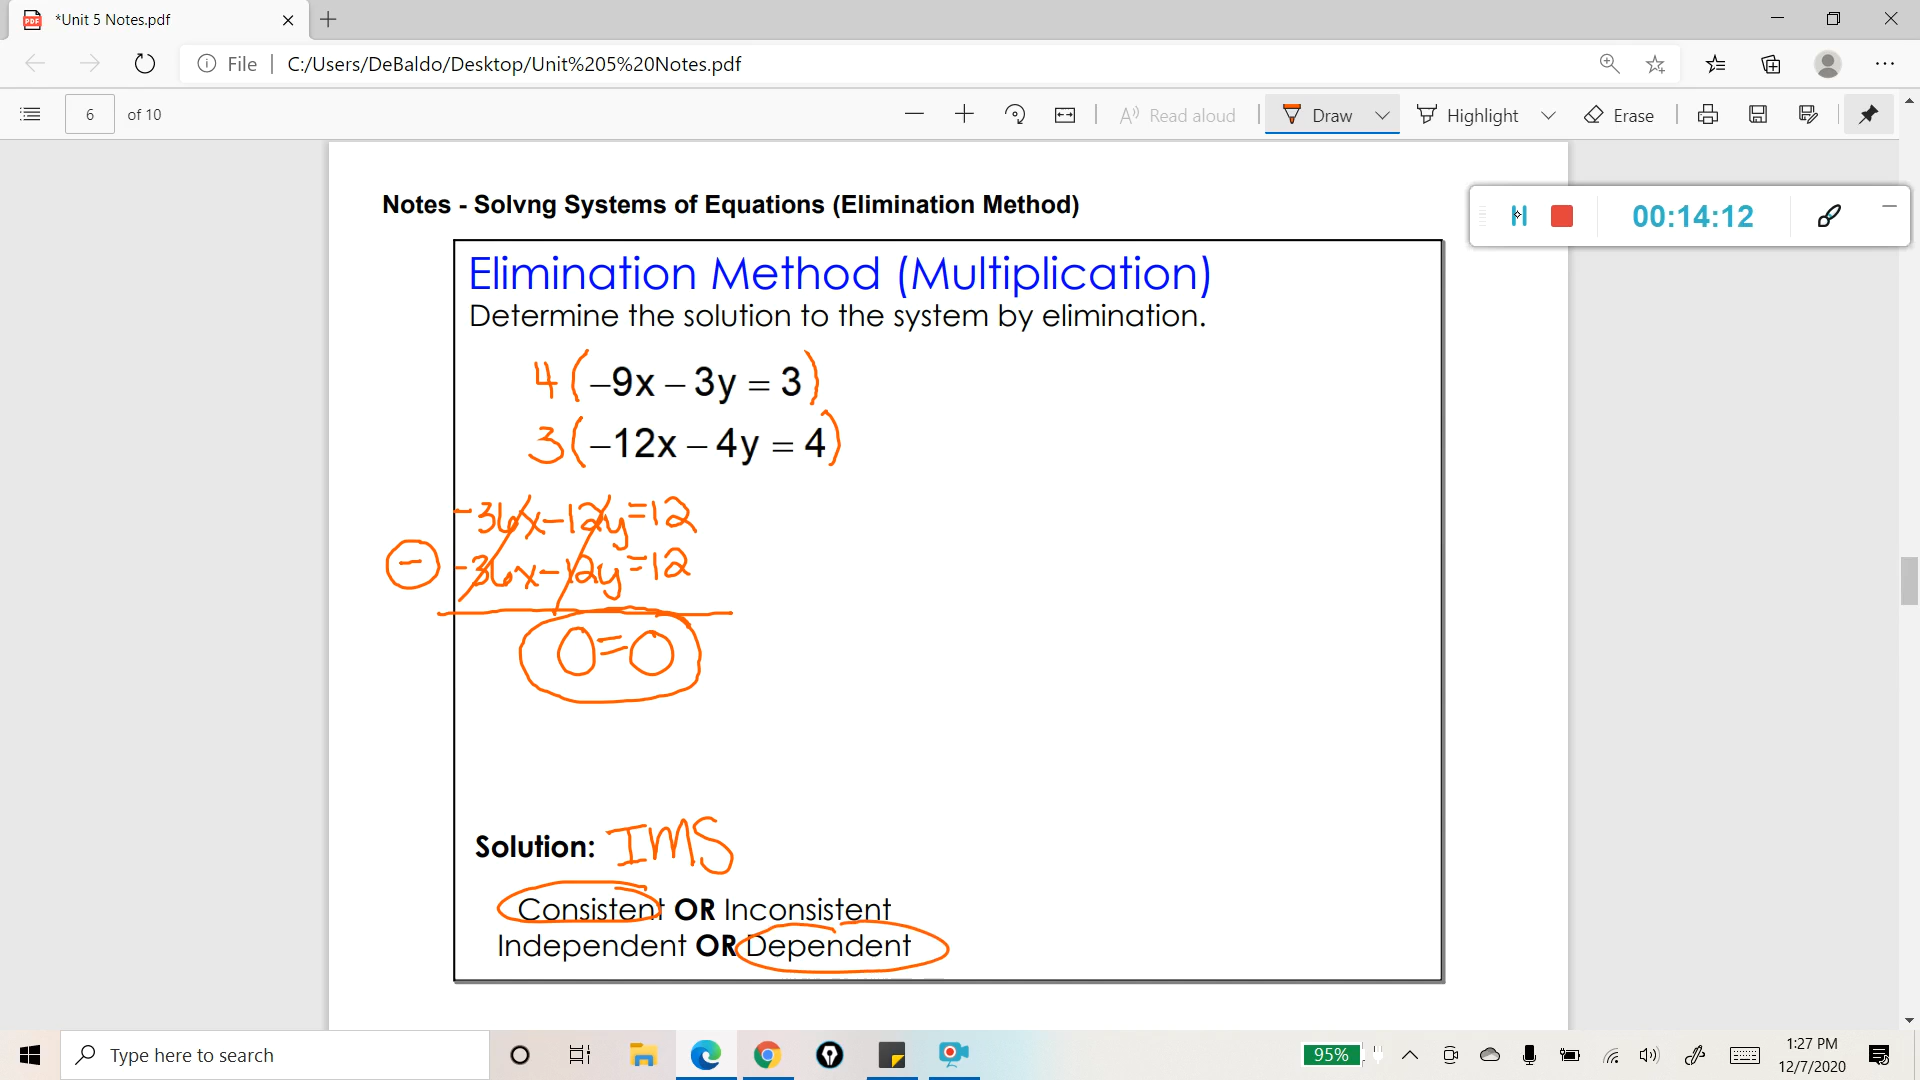 *Unit 5 Notes.pdf
File | C:/Users/DeBaldo/Desktop/Unit%205%20Notes.pdf
6 of 10
Read aloud
Draw
Highlight
Erase
00:14:12
Notes - Solvng Systems of Equations (Elimination Method)
Elimination Method (Multiplication)
Determine the solution to the system by elimination.
4(-9x – 3y = 3)
3(-12x – 4y = 4)
-36x-12y=12
- -36x-12y=12
0=0
Solution: IMS
Consistent OR Inconsistent
Independent OR Dependent
Type here to search
95%
1:27 PM
12/7/2020